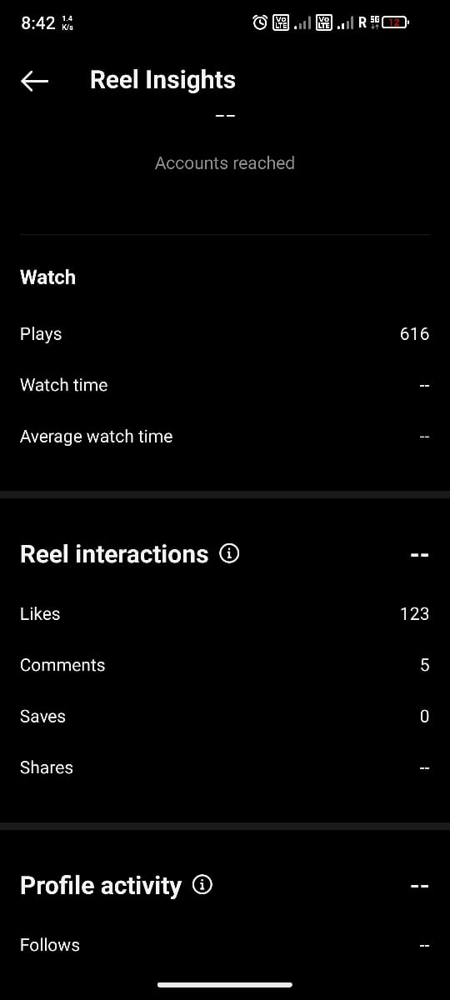 8:42 1.4 K/s VO LTE VO LTE R 5G 12
Reel Insights
--
Accounts reached
Watch
Plays 616
Watch time --
Average watch time --
Reel interactions --
Likes 123
Comments 5
Saves 0
Shares --
Profile activity --
Follows --